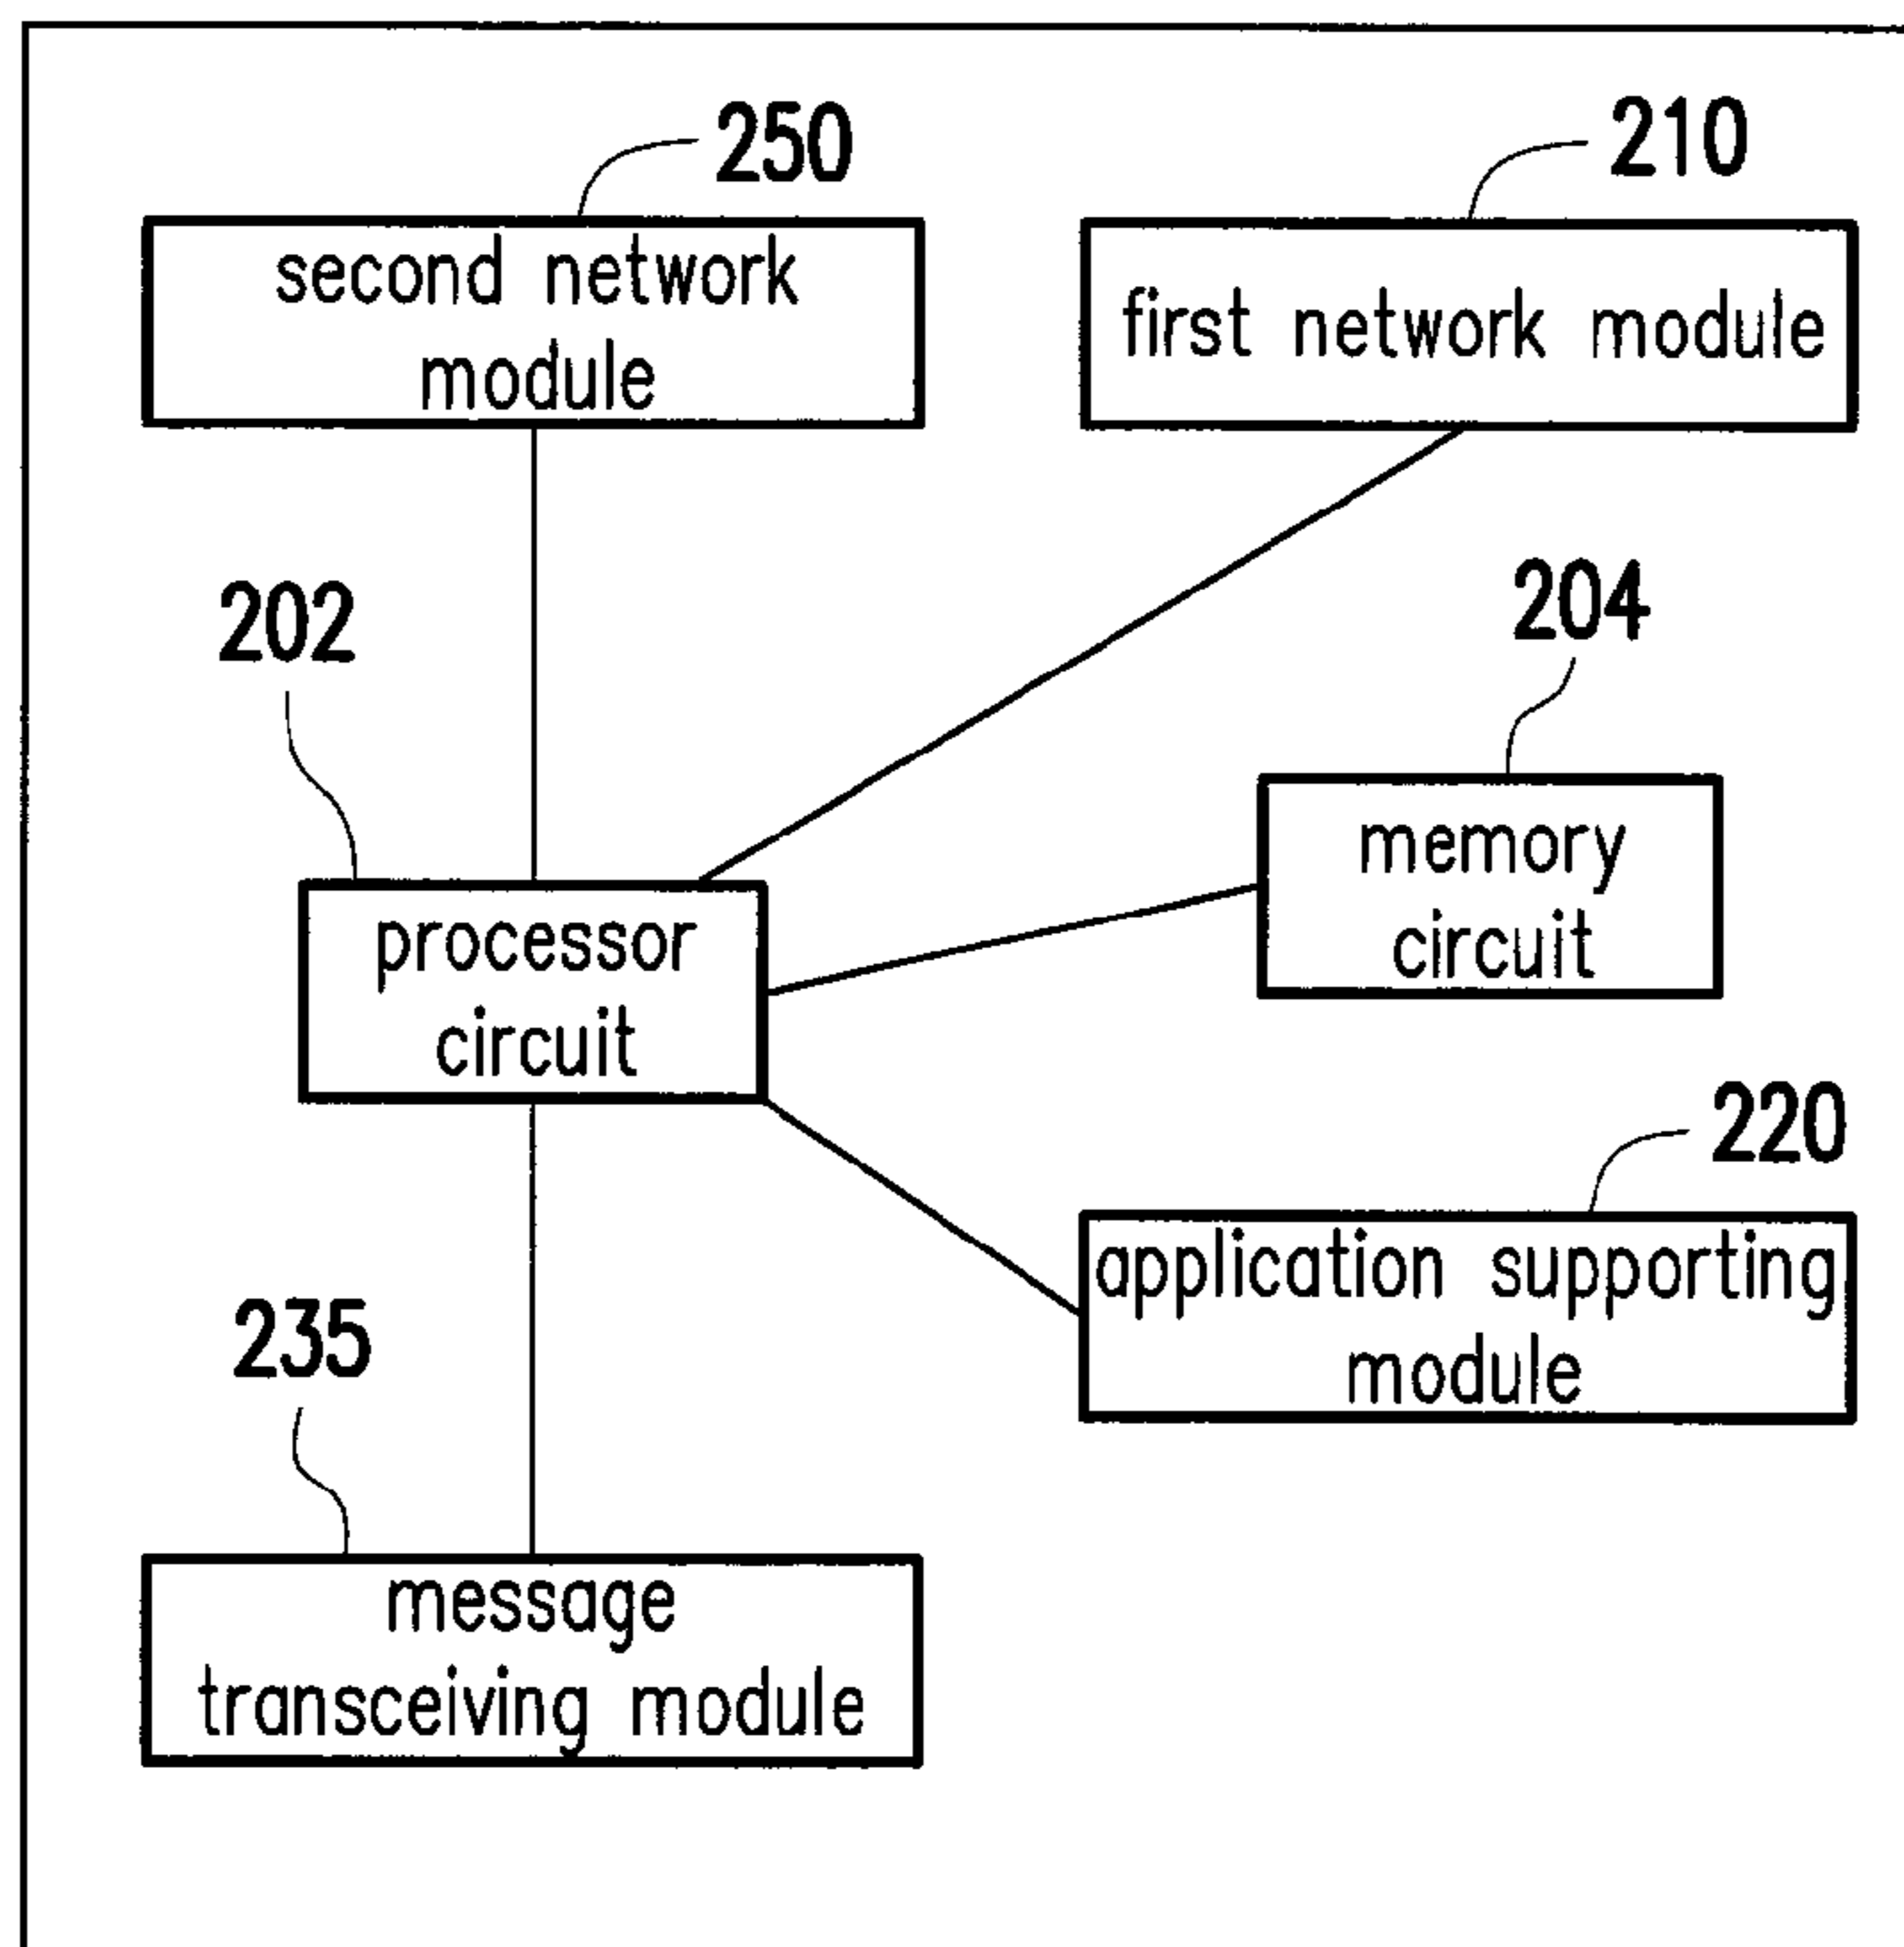 250
210
second network
module
first network module
202
204
memory
circuit
processor
circuit
220
application supporting
module
235
message
transceiving module